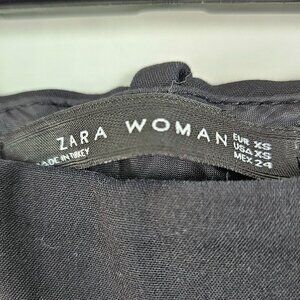 ZARA WOMAN
MADE IN TURKEY
EUR XS
USA XS
MEX 24